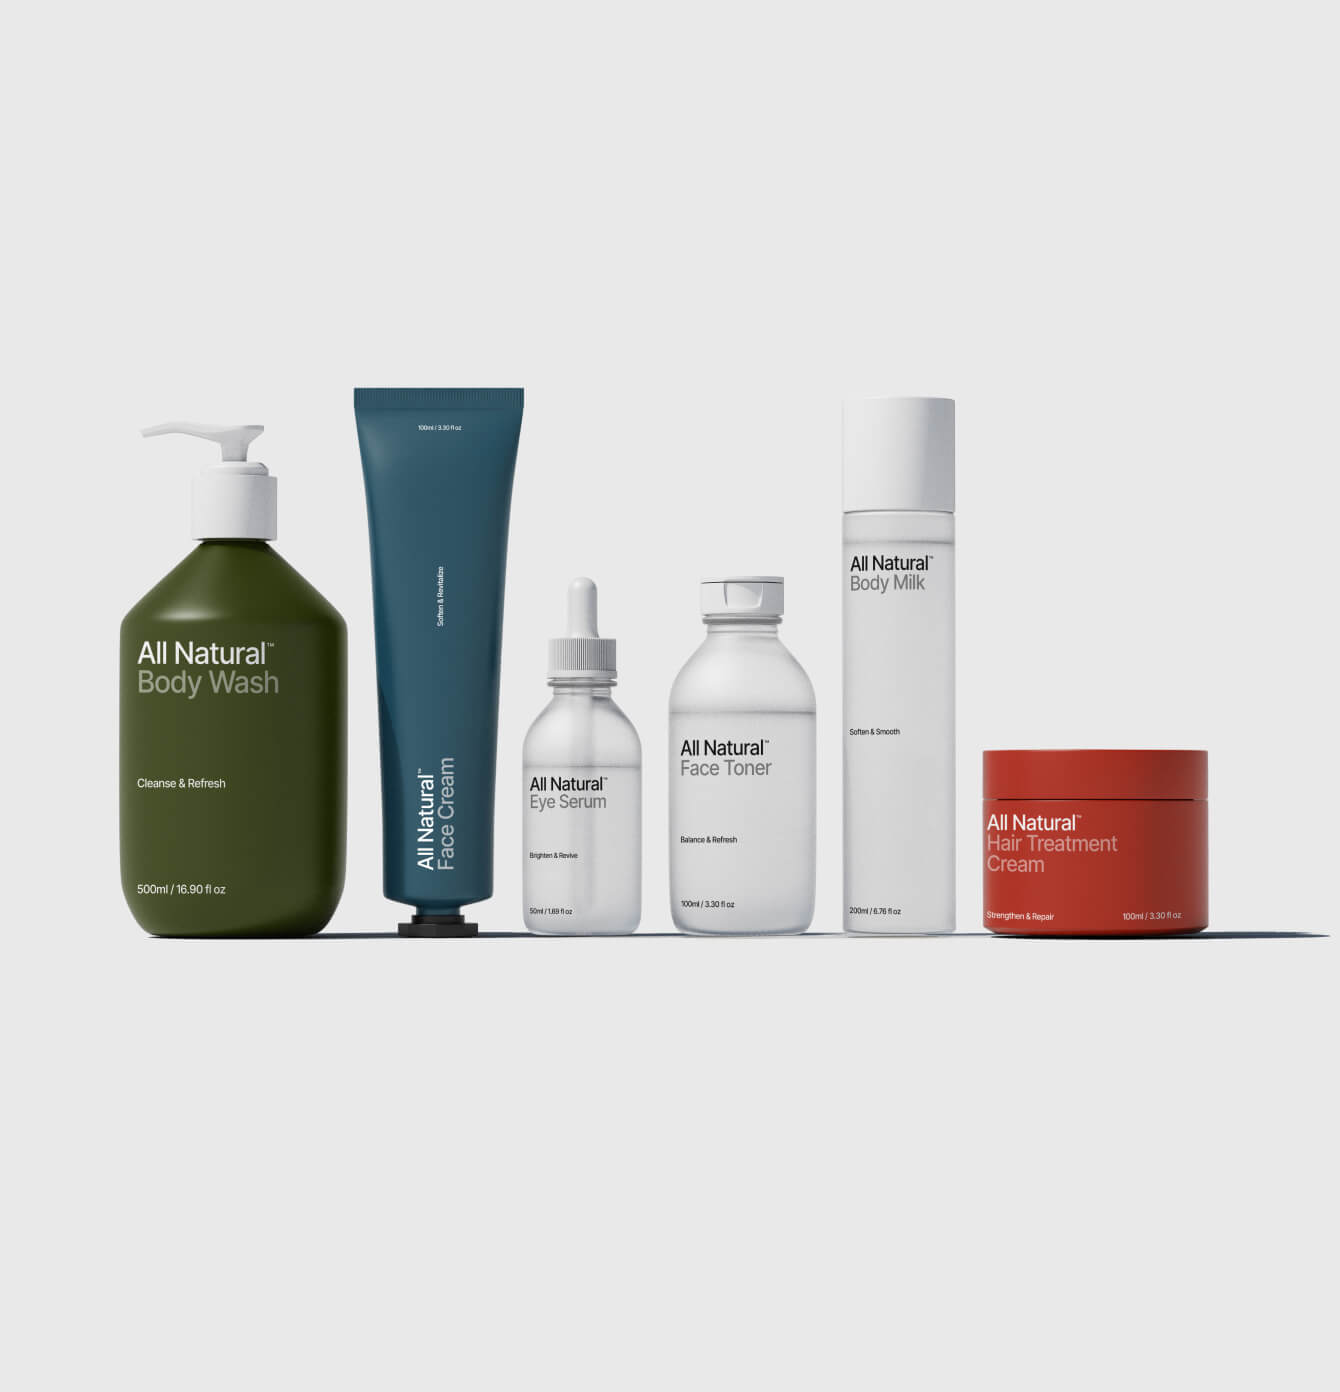 All Natural™
Body Wash
Cleanse & Refresh
500ml / 16.90 fl oz
100ml / 3.30 fl oz
Soften & Revitalize
All Natural™
Face Cream
All Natural™
Eye Serum
Brighten & Revive
50ml / 1.69 fl oz
All Natural™
Face Toner
Balance & Refresh
100ml / 3.30 fl oz
All Natural™
Body Milk
Soften & Smooth
200ml / 6.76 fl oz
All Natural™
Hair Treatment
Cream
Strengthen & Repair
100ml / 3.30 fl oz